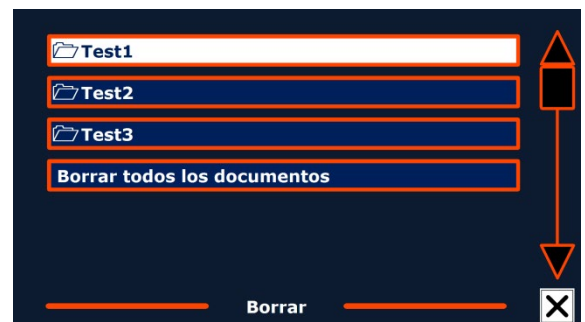 Test1
Test2
Test3
Borrar todos los documentos
Borrar